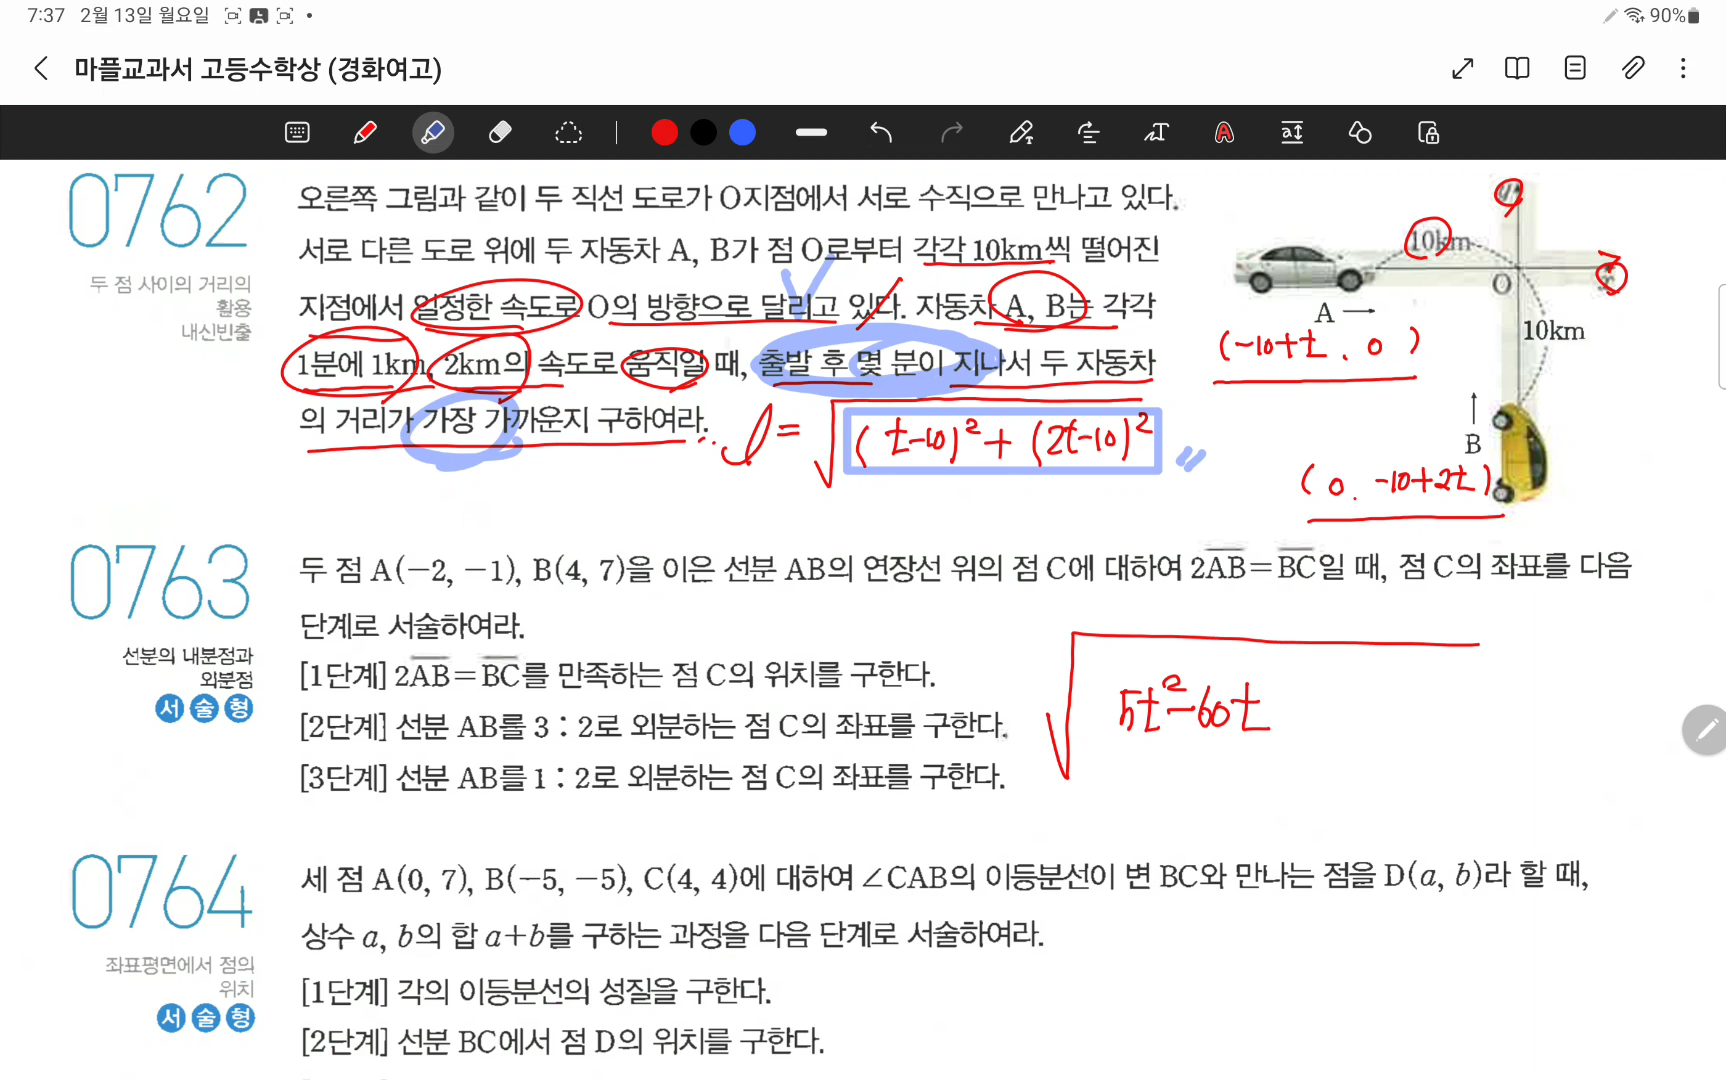 7:37 2월 13일 월요일
90%
마플교과서 고등수학상 (경화여고)
0762
두 점 사이의 거리의
활용
내신빈출
오른쪽 그림과 같이 두 직선 도로가 O지점에서 서로 수직으로 만나고 있다.
서로 다른 도로 위에 두 자동차 A, B가 점 O로부터 각각 10km씩 떨어진
지점에서 일정한 속도로 O의 방향으로 달리고 있다. 자동차 A, B는 각각
1분에 1km, 2km의 속도로 움직일 때, 출발 후 몇 분이 지나서 두 자동차
의 거리가 가장 가까운지 구하여라.
l = √(t-10)²+(2t-10)²
y
10km
O
x
A →
10km
(-10+t, 0)
B
(0, -10+2t)
0763
선분의 내분점과
외분점
서 술 형
두 점 A(−2, −1), B(4, 7)을 이은 선분 AB의 연장선 위의 점 C에 대하여 2AB=BC일 때, 점 C의 좌표를 다음
단계로 서술하여라.
[1단계] 2AB=BC를 만족하는 점 C의 위치를 구한다.
[2단계] 선분 AB를 3 : 2로 외분하는 점 C의 좌표를 구한다.
[3단계] 선분 AB를 1 : 2로 외분하는 점 C의 좌표를 구한다.
√5t²-60t
0764
좌표평면에서 점의
위치
서 술 형
세 점 A(0, 7), B(−5, −5), C(4, 4)에 대하여 ∠CAB의 이등분선이 변 BC와 만나는 점을 D(a, b)라 할 때,
상수 a, b의 합 a+b를 구하는 과정을 다음 단계로 서술하여라.
[1단계] 각의 이등분선의 성질을 구한다.
[2단계] 선분 BC에서 점 D의 위치를 구한다.